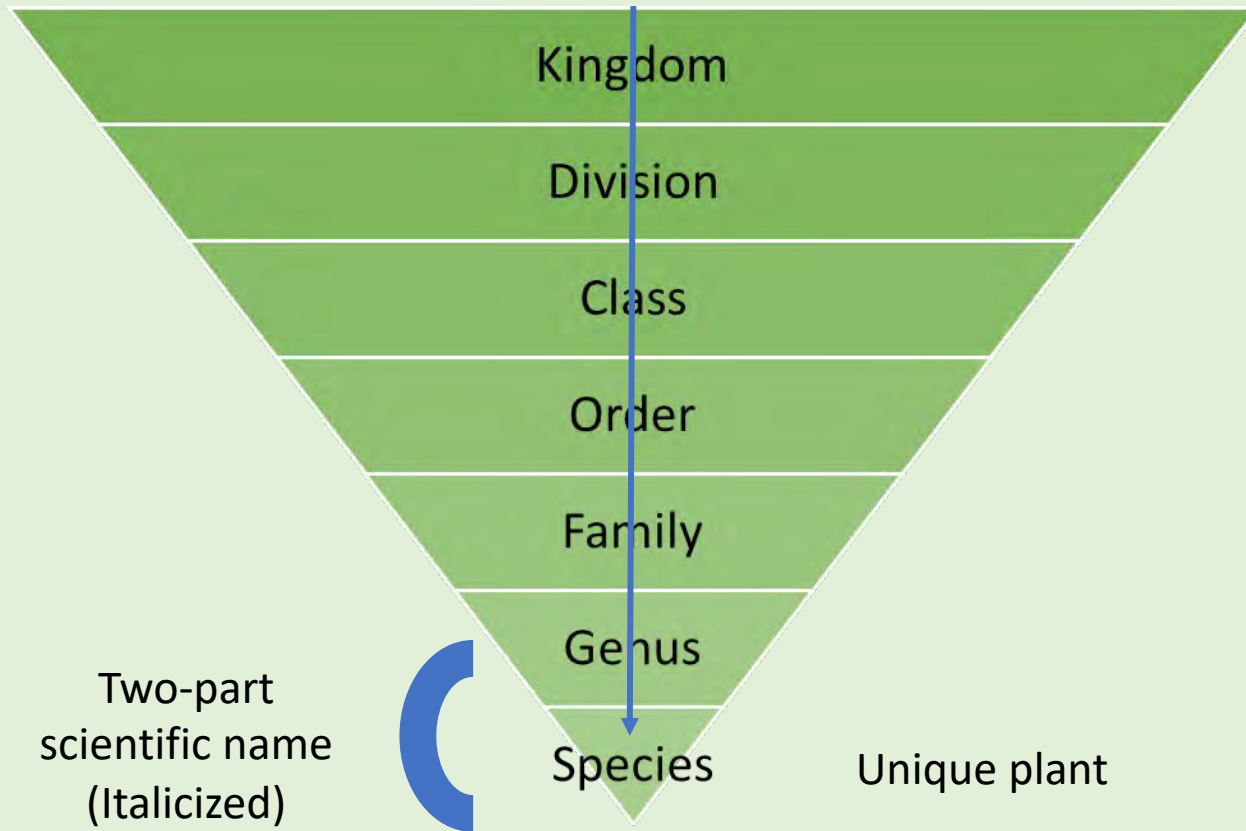 Kingdom
Division
Class
Order
Family
Genus
Two-part
scientific name
(Italicized)
Species
Unique plant